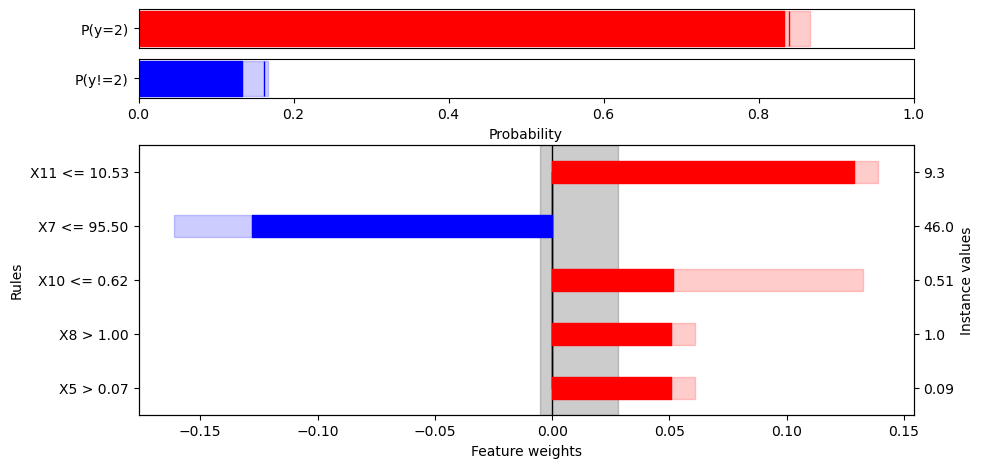 P(y=2)
P(y!=2)
0.0 0.2 0.4 0.6 0.8 1.0
Probability
X11 <= 10.53 9.3
X7 <= 95.50 46.0
X10 <= 0.62 0.51
X8 > 1.00 1.0
X5 > 0.07 0.09
Rules
Instance values
−0.15 −0.10 −0.05 0.00 0.05 0.10 0.15
Feature weights